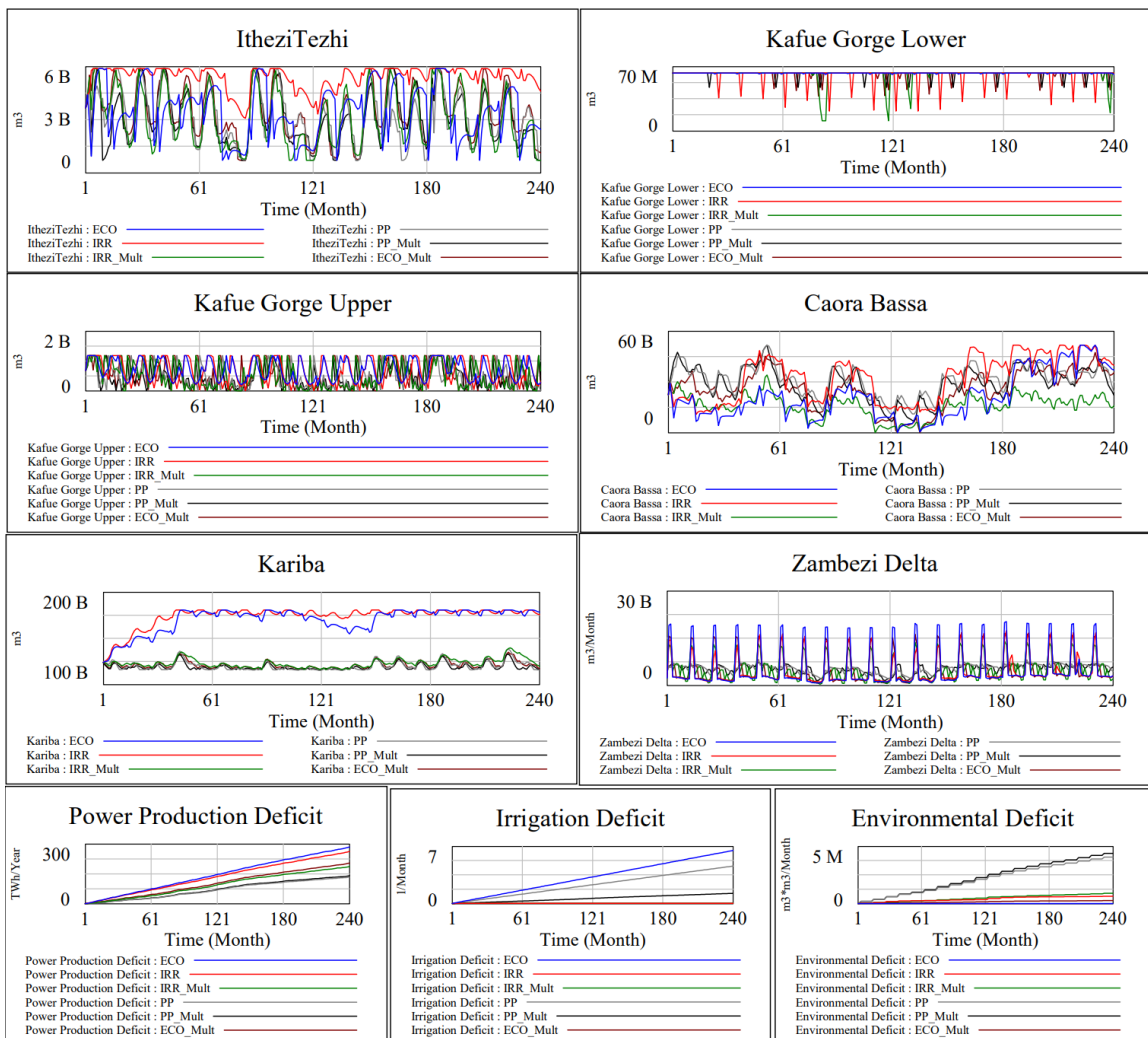 ItheziTezhi
6 B
3 B
0
m3
1 61 121 180 240
Time (Month)
ItheziTezhi : ECO ItheziTezhi : PP
ItheziTezhi : IRR ItheziTezhi : PP_Mult
ItheziTezhi : IRR_Mult ItheziTezhi : ECO_Mult
Kafue Gorge Lower
70 M
0
m3
1 61 121 180 240
Time (Month)
Kafue Gorge Lower : ECO
Kafue Gorge Lower : IRR
Kafue Gorge Lower : IRR_Mult
Kafue Gorge Lower : PP
Kafue Gorge Lower : PP_Mult
Kafue Gorge Lower : ECO_Mult
Kafue Gorge Upper
2 B
0
m3
1 61 121 180 240
Time (Month)
Kafue Gorge Upper : ECO
Kafue Gorge Upper : IRR
Kafue Gorge Upper : IRR_Mult
Kafue Gorge Upper : PP
Kafue Gorge Upper : PP_Mult
Kafue Gorge Upper : ECO_Mult
Caora Bassa
60 B
0
m3
1 61 121 180 240
Time (Month)
Caora Bassa : ECO Caora Bassa : PP
Caora Bassa : IRR Caora Bassa : PP_Mult
Caora Bassa : IRR_Mult Caora Bassa : ECO_Mult
Kariba
200 B
100 B
m3
1 61 121 180 240
Time (Month)
Kariba : ECO Kariba : PP
Kariba : IRR Kariba : PP_Mult
Kariba : IRR_Mult Kariba : ECO_Mult
Zambezi Delta
30 B
0
m3/Month
1 61 121 180 240
Time (Month)
Zambezi Delta : ECO Zambezi Delta : PP
Zambezi Delta : IRR Zambezi Delta : PP_Mult
Zambezi Delta : IRR_Mult Zambezi Delta : ECO_Mult
Power Production Deficit
300
0
TWh/Year
1 61 121 180 240
Time (Month)
Power Production Deficit : ECO
Power Production Deficit : IRR
Power Production Deficit : IRR_Mult
Power Production Deficit : PP
Power Production Deficit : PP_Mult
Power Production Deficit : ECO_Mult
Irrigation Deficit
7
0
1/Month
1 61 121 180 240
Time (Month)
Irrigation Deficit : ECO
Irrigation Deficit : IRR
Irrigation Deficit : IRR_Mult
Irrigation Deficit : PP
Irrigation Deficit : PP_Mult
Irrigation Deficit : ECO_Mult
Environmental Deficit
5 M
0
m3*m3/Month
1 61 121 180 240
Time (Month)
Environmental Deficit : ECO
Environmental Deficit : IRR
Environmental Deficit : IRR_Mult
Environmental Deficit : PP
Environmental Deficit : PP_Mult
Environmental Deficit : ECO_Mult